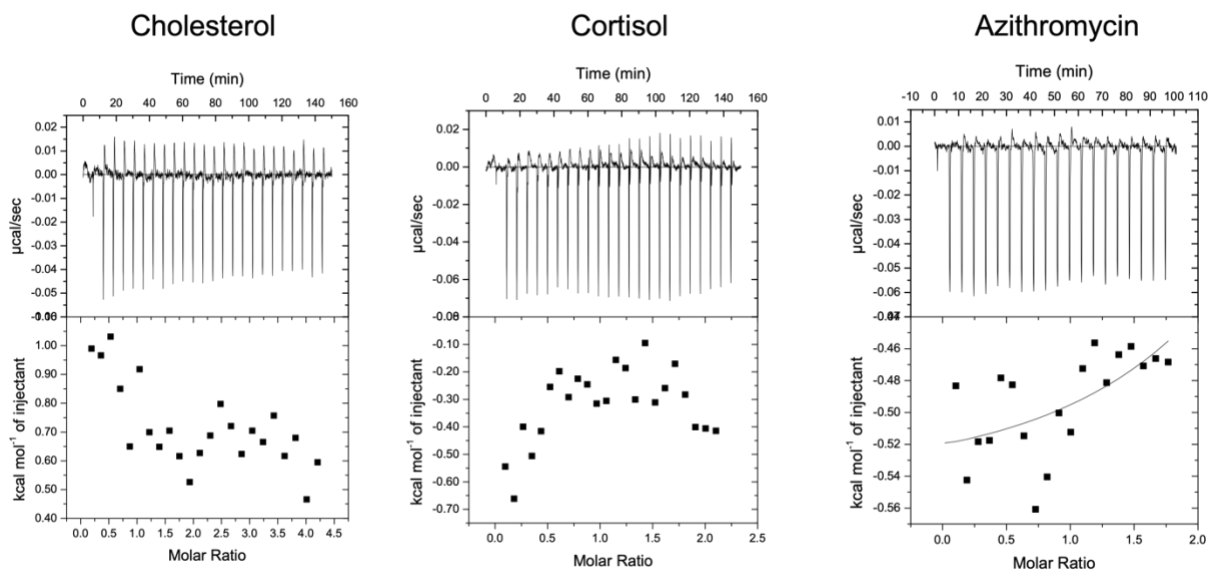 Cholesterol
Time (min)
0 20 40 60 80 100 120 140 160
0.02
0.01
0.00
-0.01
-0.02
-0.03
-0.04
-0.05
µcal/sec
1.00
0.90
0.80
0.70
0.60
0.50
0.40
kcal mol⁻¹ of injectant
0.0 0.5 1.0 1.5 2.0 2.5 3.0 3.5 4.0 4.5
Molar Ratio
Cortisol
Time (min)
0 20 40 60 80 100 120 140 160
0.02
0.00
-0.02
-0.04
-0.06
µcal/sec
-0.10
-0.20
-0.30
-0.40
-0.50
-0.60
-0.70
kcal mol⁻¹ of injectant
0.0 0.5 1.0 1.5 2.0 2.5
Molar Ratio
Azithromycin
Time (min)
-10 0 10 20 30 40 50 60 70 80 90 100 110
0.01
0.00
-0.01
-0.02
-0.03
-0.04
-0.05
-0.06
µcal/sec
-0.46
-0.48
-0.50
-0.52
-0.54
-0.56
kcal mol⁻¹ of injectant
0.0 0.5 1.0 1.5 2.0
Molar Ratio